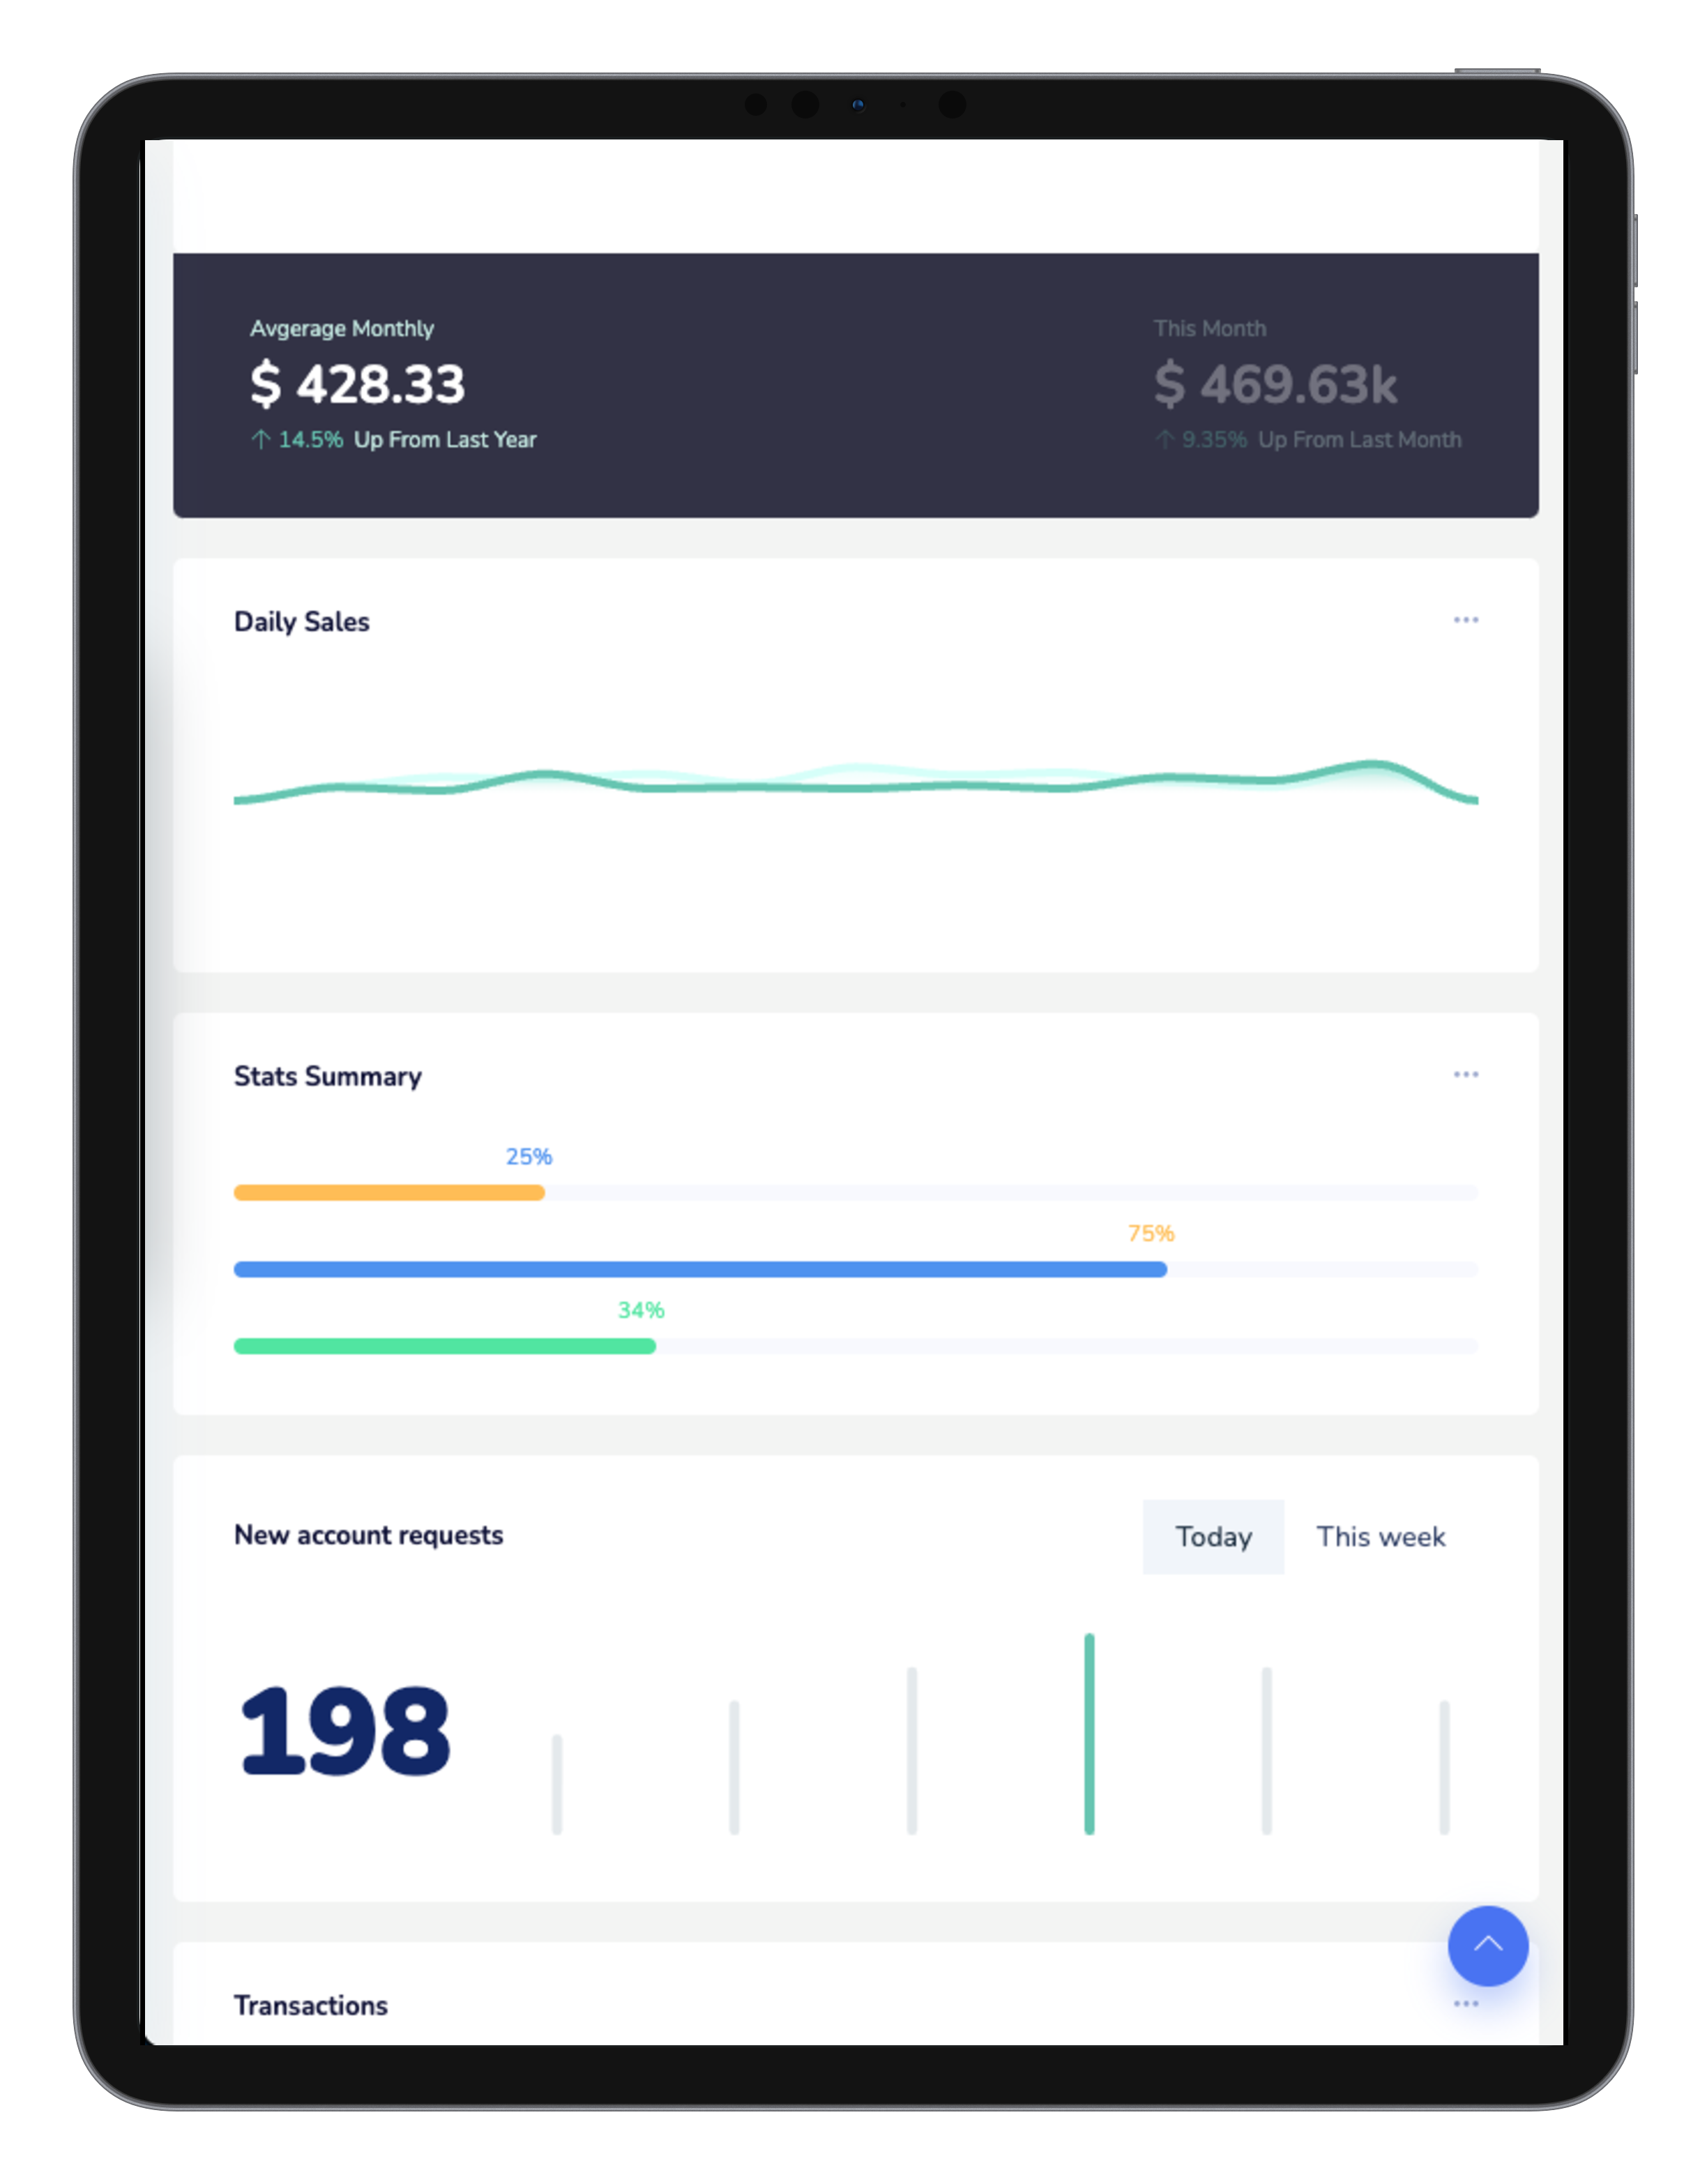 Avgerage Monthly
$ 428.33
↑ 14.5% Up From Last Year
This Month
$ 469.63k
↑ 9.35% Up From Last Month
Daily Sales
Stats Summary
25%
75%
34%
New account requests
Today
This week
198
Transactions